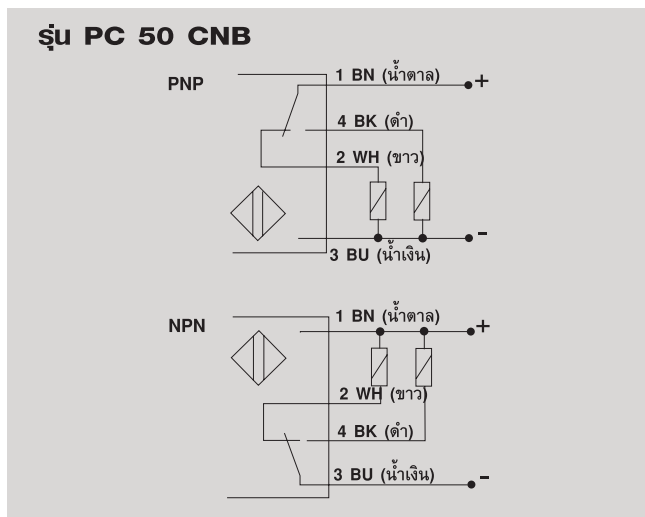 รุ่น PC 50 CNB
PNP
1 BN (น้ำตาล)
+
4 BK (ดำ)
2 WH (ขาว)
-
3 BU (น้ำเงิน)
NPN
1 BN (น้ำตาล)
+
2 WH (ขาว)
4 BK (ดำ)
3 BU (น้ำเงิน)
-